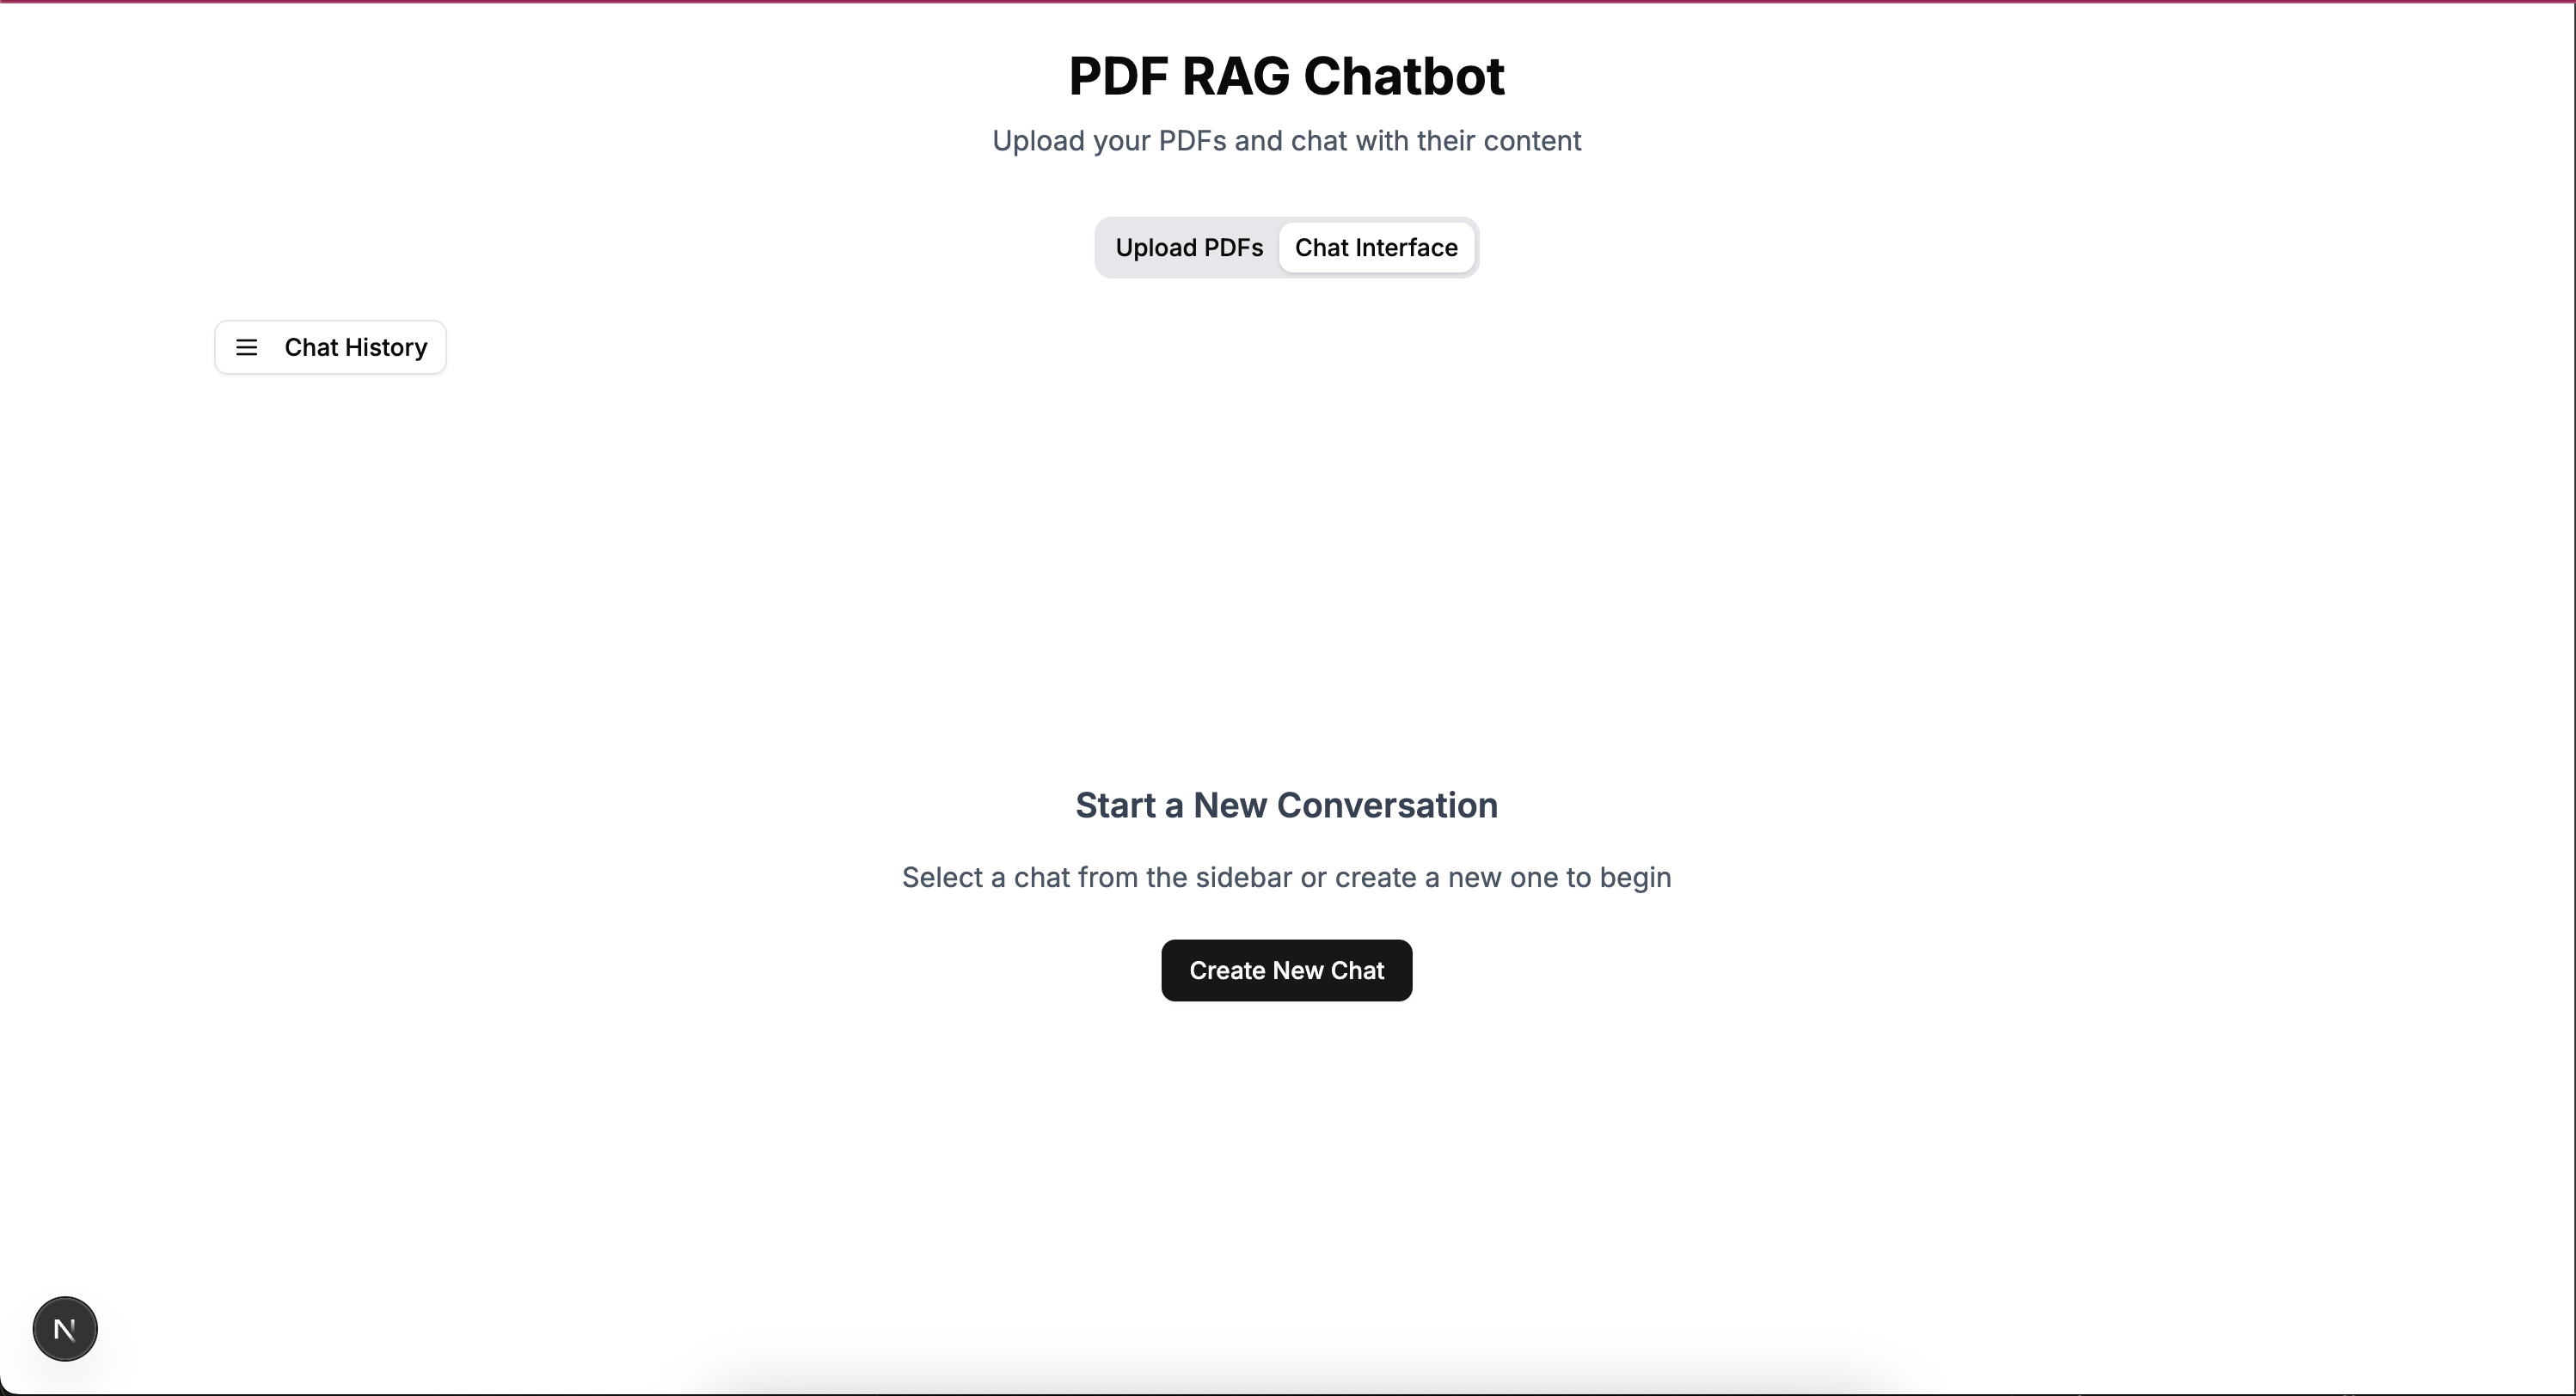 PDF RAG Chatbot
Upload your PDFs and chat with their content
Upload PDFs Chat Interface
Chat History
Start a New Conversation
Select a chat from the sidebar or create a new one to begin
Create New Chat
N